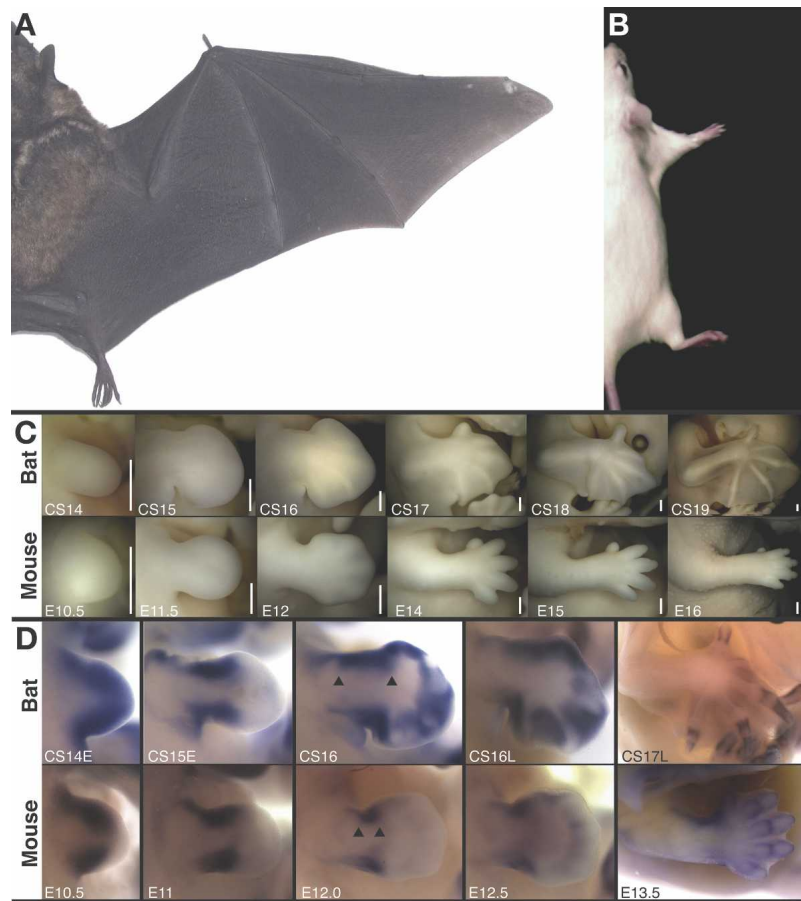 A
B
C
Bat
CS14
CS15
CS16
CS17
CS18
CS19
Mouse
E10.5
E11.5
E12
E14
E15
E16
D
Bat
CS14E
CS15E
CS16
CS16L
CS17L
Mouse
E10.5
E11
E12.0
E12.5
E13.5